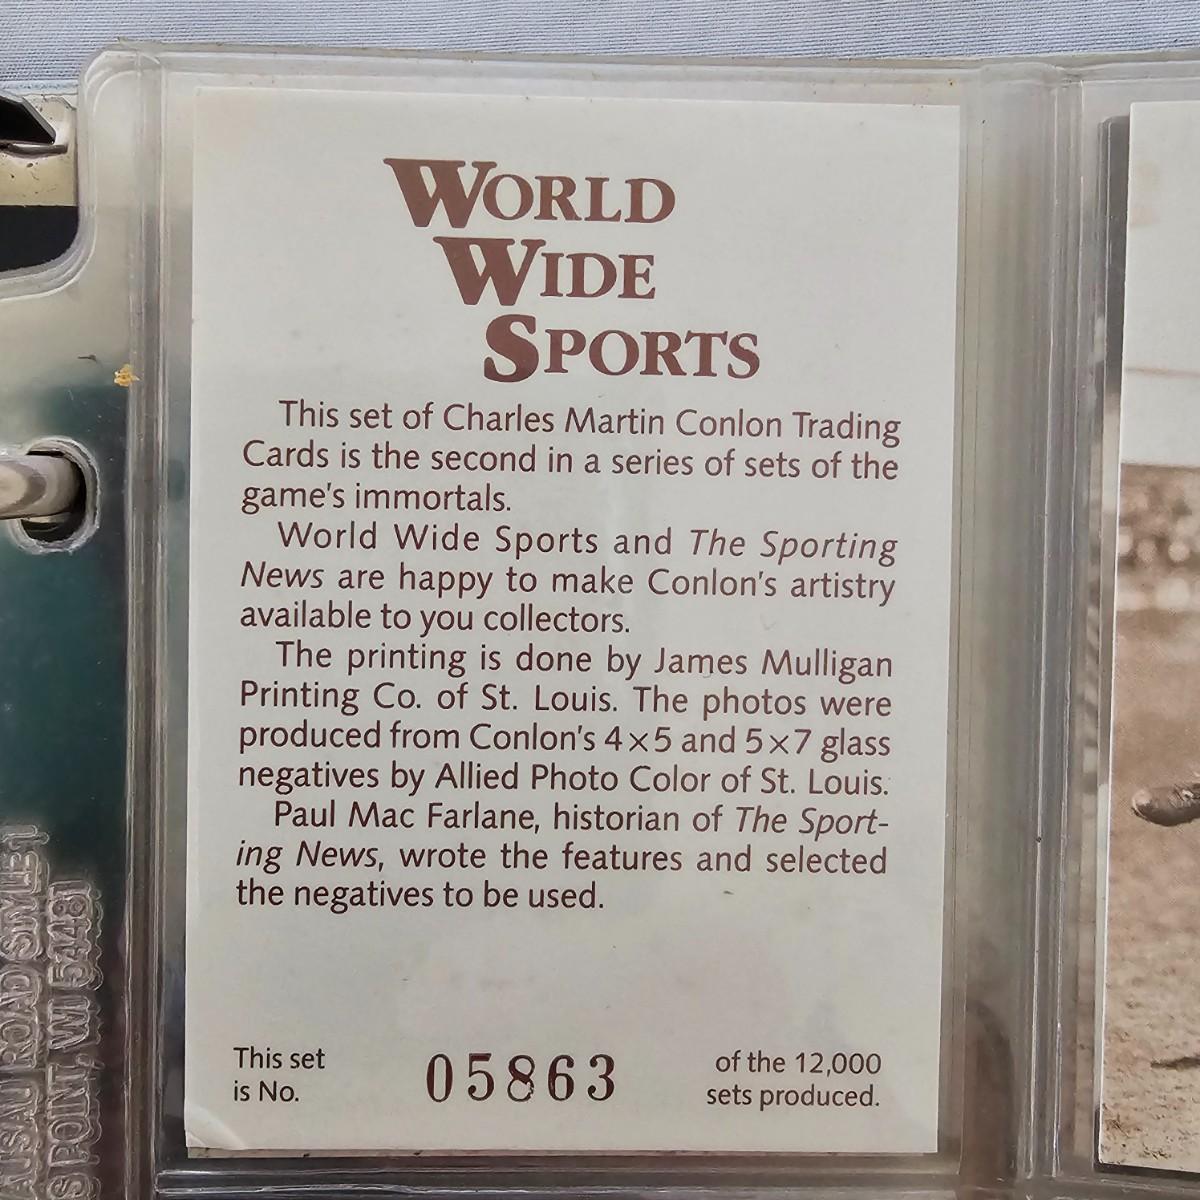 WORLD
WIDE
SPORTS
This set of Charles Martin Conlon Trading
Cards is the second in a series of sets of the
game's immortals.
World Wide Sports and The Sporting
News are happy to make Conlon's artistry
available to you collectors.
The printing is done by James Mulligan
Printing Co. of St. Louis. The photos were
produced from Conlon's 4×5 and 5×7 glass
negatives by Allied Photo Color of St. Louis.
Paul Mac Farlane, historian of The Sport-
ing News, wrote the features and selected
the negatives to be used.
This set
is No.
05863
of the 12,000
sets produced.
ROAD
POINT, WI 54481